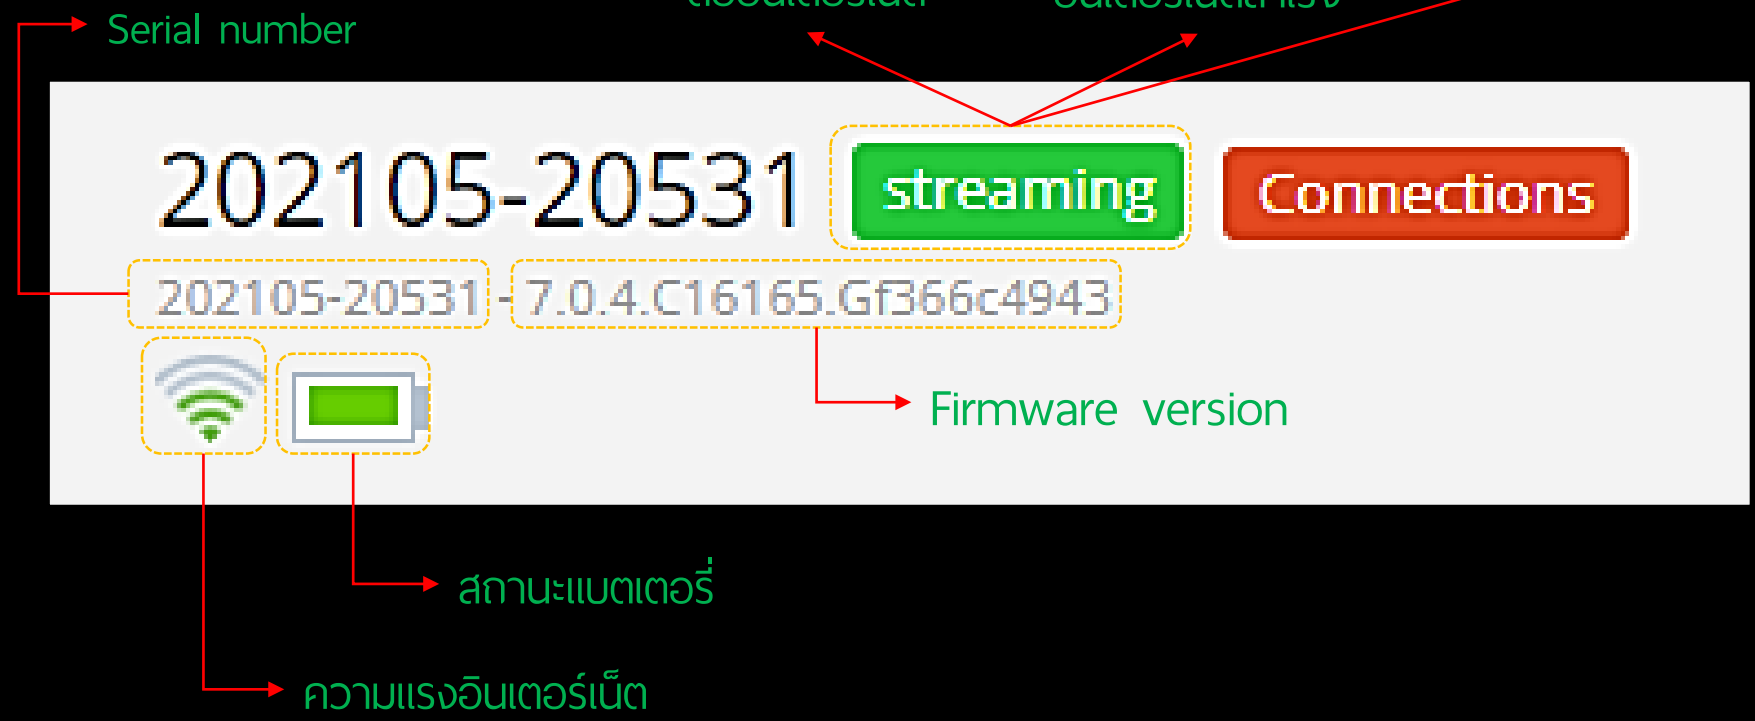 Serial number
202105-20531 streaming Connections
202105-20531 - 7.0.4.C16165.Gf366c4943
Firmware version
สถานะแบตเตอรี่
ความแรงอินเตอร์เน็ต